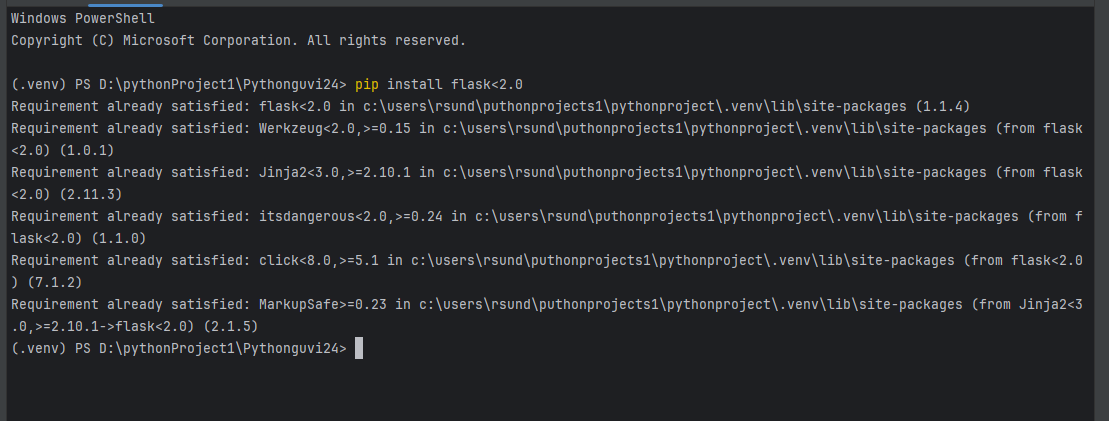 Windows PowerShell
Copyright (C) Microsoft Corporation. All rights reserved.
(.venv) PS D:\pythonProject1\Pythonguvi24> pip install flask<2.0
Requirement already satisfied: flask<2.0 in c:\users\rsund\puthonprojects1\pythonproject\.venv\lib\site-packages (1.1.4)
Requirement already satisfied: Werkzeug<2.0,>=0.15 in c:\users\rsund\puthonprojects1\pythonproject\.venv\lib\site-packages (from flask
<2.0) (1.0.1)
Requirement already satisfied: Jinja2<3.0,>=2.10.1 in c:\users\rsund\puthonprojects1\pythonproject\.venv\lib\site-packages (from flask
<2.0) (2.11.3)
Requirement already satisfied: itsdangerous<2.0,>=0.24 in c:\users\rsund\puthonprojects1\pythonproject\.venv\lib\site-packages (from f
lask<2.0) (1.1.0)
Requirement already satisfied: click<8.0,>=5.1 in c:\users\rsund\puthonprojects1\pythonproject\.venv\lib\site-packages (from flask<2.0
) (7.1.2)
Requirement already satisfied: MarkupSafe>=0.23 in c:\users\rsund\puthonprojects1\pythonproject\.venv\lib\site-packages (from Jinja2<3
.0,>=2.10.1->flask<2.0) (2.1.5)
(.venv) PS D:\pythonProject1\Pythonguvi24>